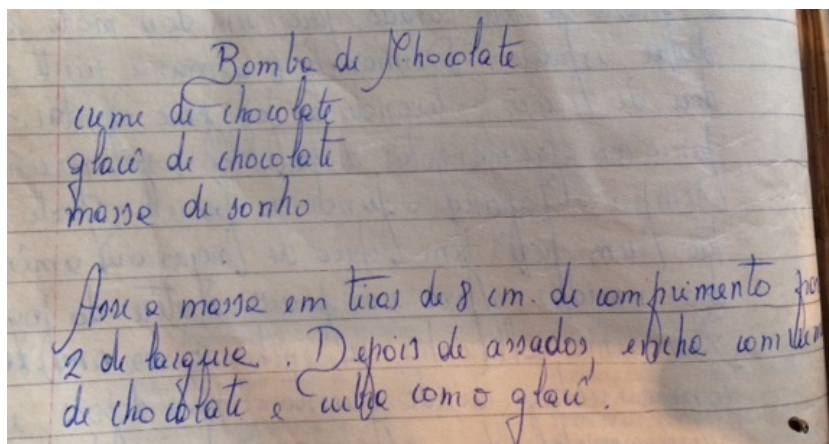 Bomba de Chocolate
creme de chocolate
glacê de chocolate
massa de sonho
Asse a massa em tiras de 8 cm. de comprimento por
2 de largura. Depois de assados, encha com creme
de chocolate e cubra com o glacê.